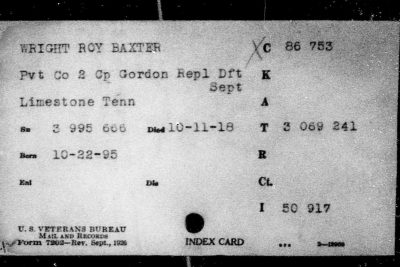 WRIGHT ROY BAXTER X C 86 753
Pvt Co 2 Cp Gordon Repl Dft K
Sept
Limestone Tenn A
Sn 3 995 666 Died 10-11-18 T 3 069 241
Born 10-22-95 R
Enl Dis Ct.
I 50 917
U. S. VETERANS BUREAU
MAIL AND RECORDS
Form 7202—Rev. Sept., 1926 INDEX CARD ...